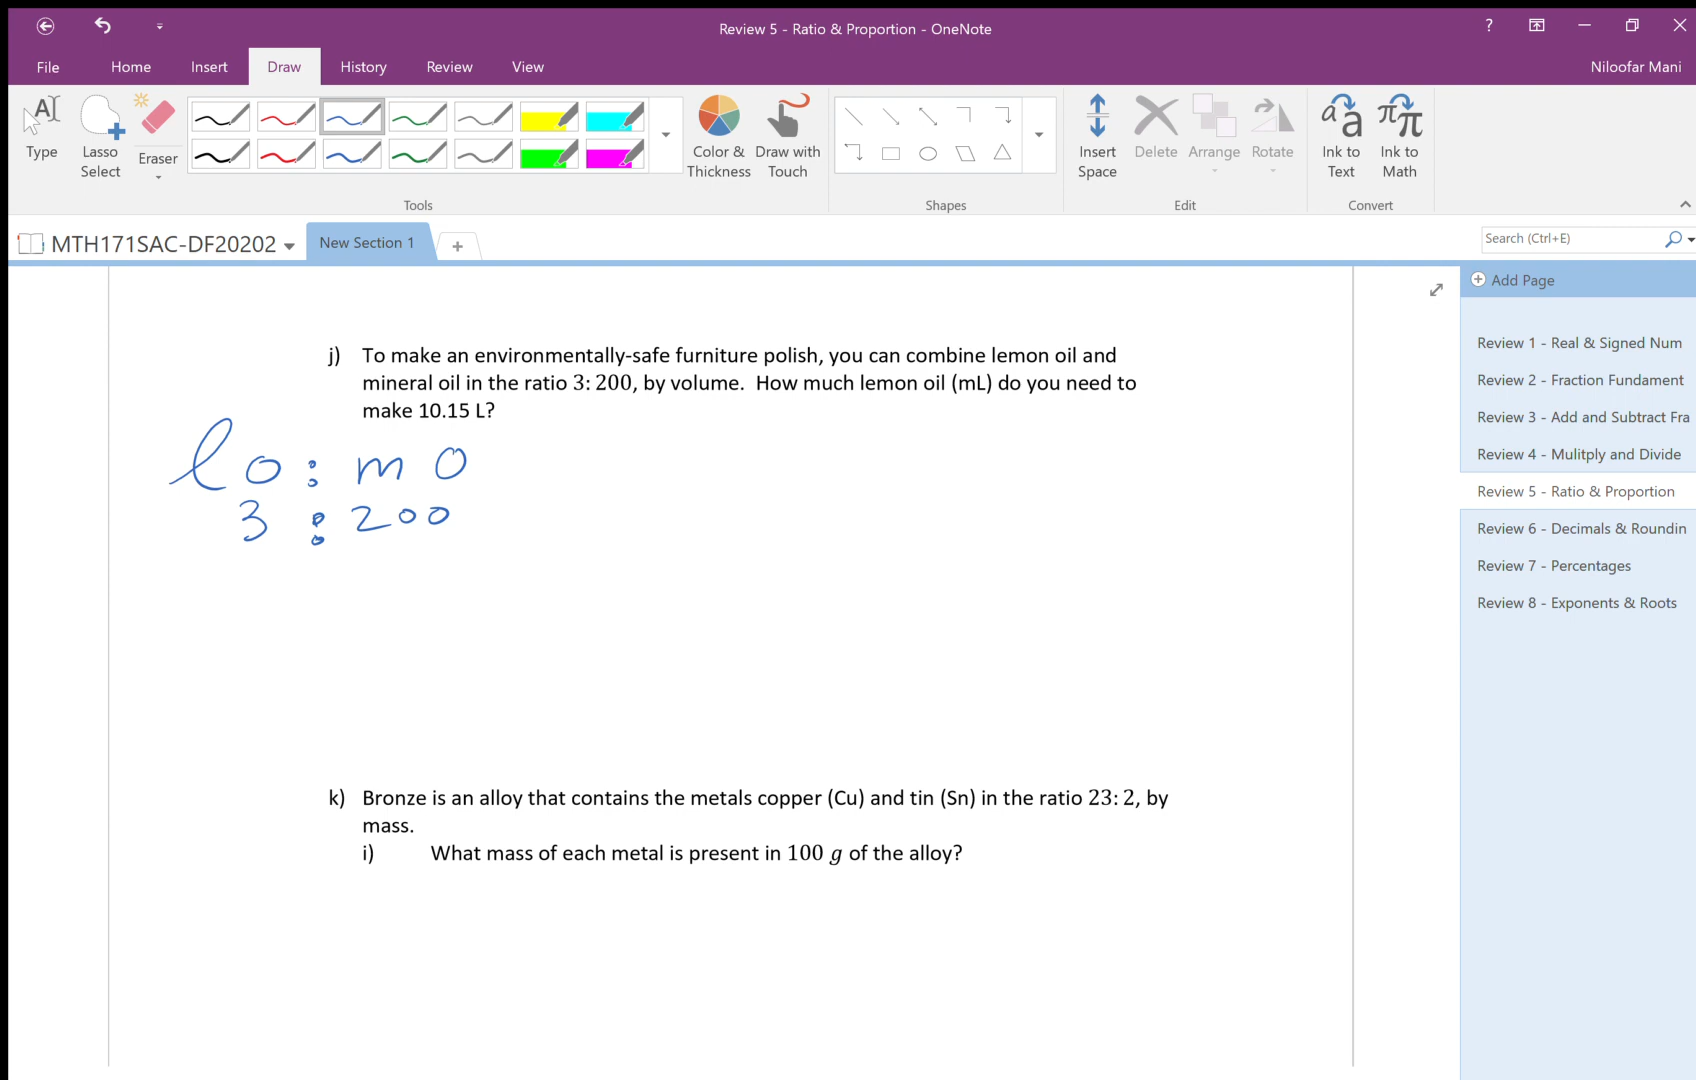 Review 5 - Ratio & Proportion - OneNote
?
File Home Insert Draw History Review View
Niloofar Mani
Type
Lasso Select
Eraser
Color & Thickness
Draw with Touch
Insert Space
Delete
Arrange
Rotate
Ink to Text
Ink to Math
Tools
Shapes
Edit
Convert
MTH171SAC-DF20202
New Section 1
+
Search (Ctrl+E)
Add Page
Review 1 - Real & Signed Num
Review 2 - Fraction Fundament
Review 3 - Add and Subtract Fra
Review 4 - Mulitply and Divide
Review 5 - Ratio & Proportion
Review 6 - Decimals & Roundin
Review 7 - Percentages
Review 8 - Exponents & Roots
j) To make an environmentally-safe furniture polish, you can combine lemon oil and
mineral oil in the ratio 3: 200, by volume. How much lemon oil (mL) do you need to
make 10.15 L?
lo : m o
3 : 200
k) Bronze is an alloy that contains the metals copper (Cu) and tin (Sn) in the ratio 23: 2, by
mass.
i) What mass of each metal is present in 100 g of the alloy?